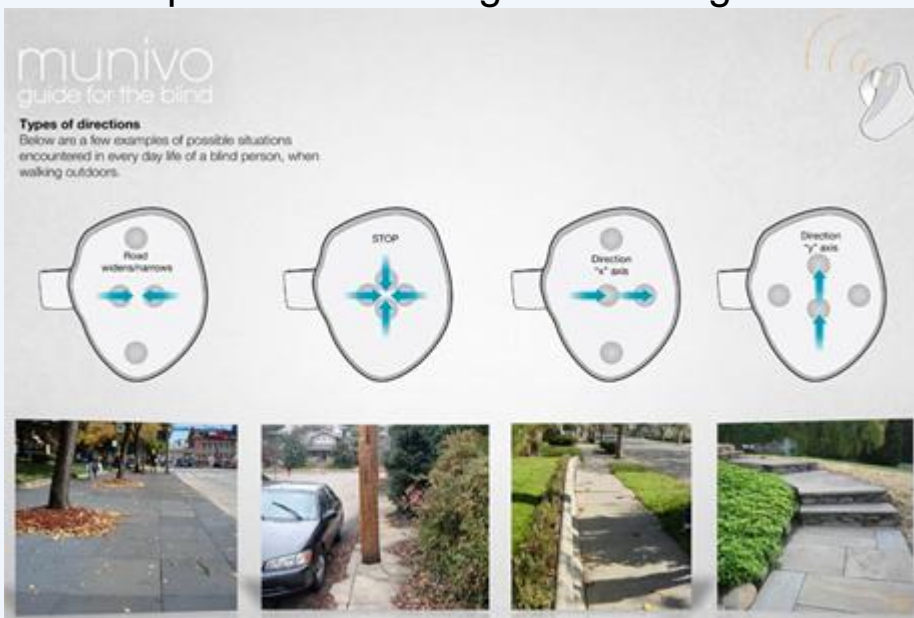 munivo
guide for the blind
Types of directions
Below are a few examples of possible situations
encountered in every day life of a blind person, when
walking outdoors.
Road
widens/narrows
STOP
Direction
"x" axis
Direction
"y" axis